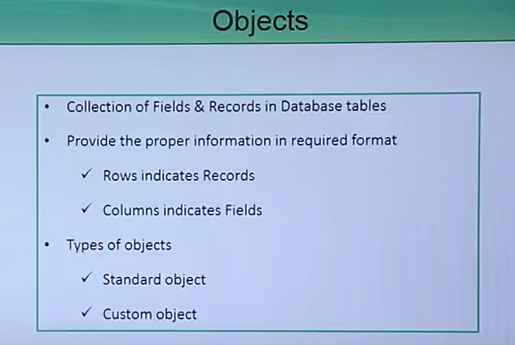 Objects
• Collection of Fields & Records in Database tables
• Provide the proper information in required format
✓ Rows indicates Records
✓ Columns indicates Fields
• Types of objects
✓ Standard object
✓ Custom object